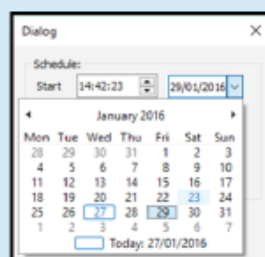 Dialog
Schedule:
Start 14:42:23 29/01/2016
January 2016
Mon Tue Wed Thu Fri Sat Sun
28 29 30 31 1 2 3
4 5 6 7 8 9 10
11 12 13 14 15 16 17
18 19 20 21 22 23 24
25 26 27 28 29 30 31
1 2 3 4 5 6 7
Today: 27/01/2016